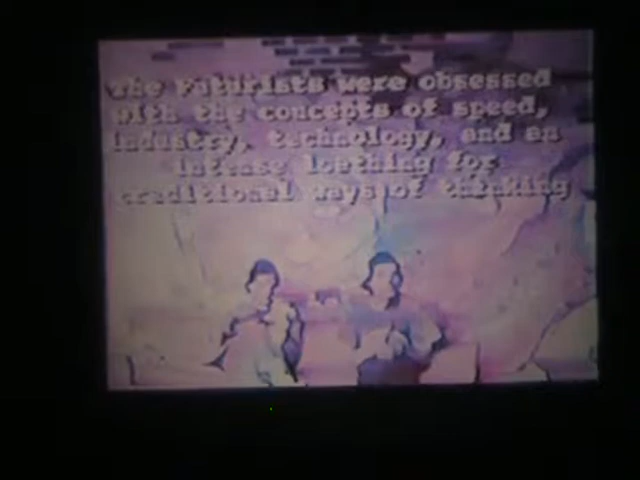 The Futurists were obsessed
with the concepts of speed,
industry, technology, and an
intense loathing for
traditional ways of thinking